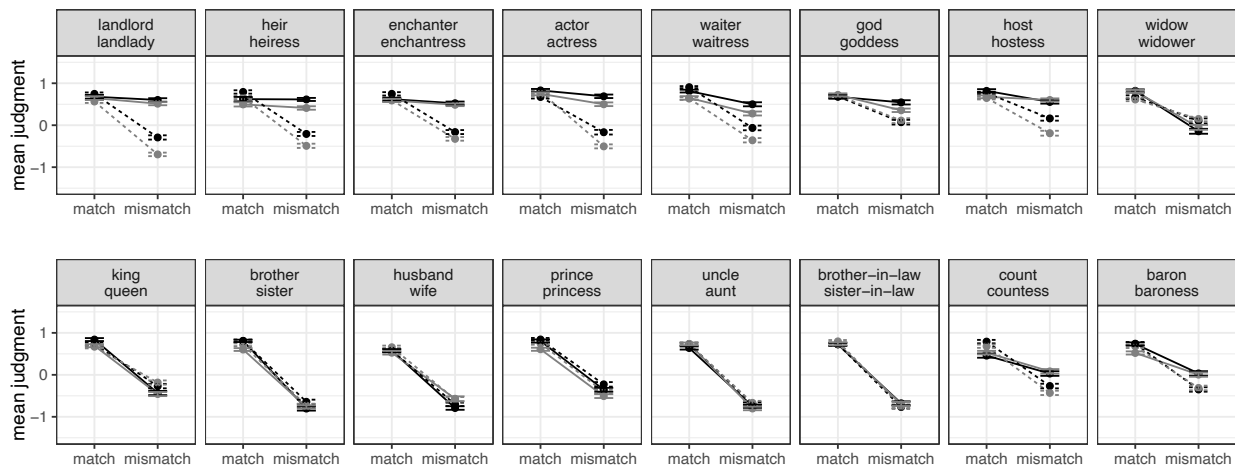 landlord heir enchanter actor waiter god host widow
landlady heiress enchantress actress waitress goddess hostess widower
mean judgment
1
0
−1
match mismatch match mismatch match mismatch match mismatch match mismatch match mismatch match mismatch match mismatch
king brother husband prince uncle brother−in−law count baron
queen sister wife princess aunt sister−in−law countess baroness
mean judgment
1
0
−1
match mismatch match mismatch match mismatch match mismatch match mismatch match mismatch match mismatch match mismatch